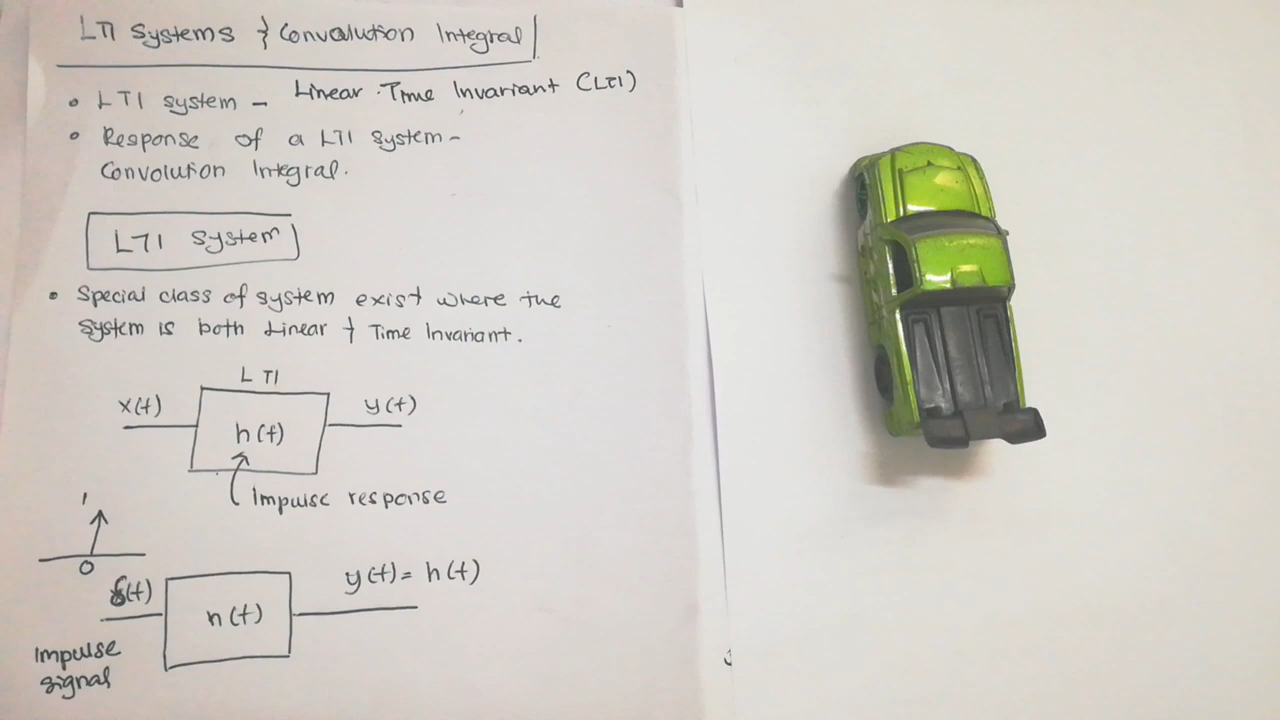 LTI Systems & Convolution Integral
• LTI system - Linear Time Invariant (LTI)
• Response of a LTI system -
Convolution Integral.
LTI System
• Special class of system exist where the
system is both Linear & Time Invariant.
LTI
x(t)
h(t)
y(t)
Impulse response
1
0
δ(t)
h(t)
y(t) = h(t)
Impulse
signal